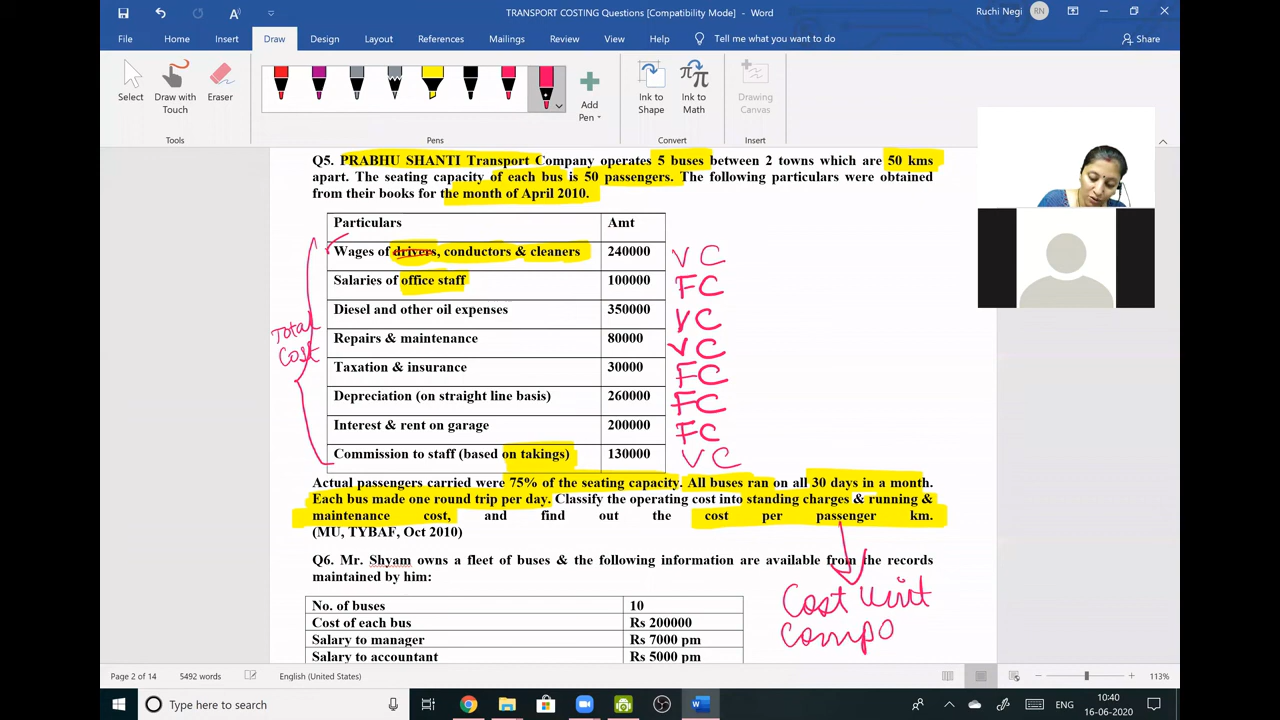 TRANSPORT COSTING Questions [Compatibility Mode] - Word
Ruchi Negi RN
File Home Insert Draw Design Layout References Mailings Review View Help Tell me what you want to do Share
Select
Draw with Touch
Eraser
Add Pen
Ink to Shape
Ink to Math
Drawing Canvas
Tools Pens Convert Insert
Q5. PRABHU SHANTI Transport Company operates 5 buses between 2 towns which are 50 kms
apart. The seating capacity of each bus is 50 passengers. The following particulars were obtained
from their books for the month of April 2010.
Particulars Amt
Wages of drivers, conductors & cleaners 240000 VC
Salaries of office staff 100000 FC
Diesel and other oil expenses 350000 VC
Repairs & maintenance 80000 VC
Taxation & insurance 30000 FC
Depreciation (on straight line basis) 260000 FC
Interest & rent on garage 200000 FC
Commission to staff (based on takings) 130000 VC
Total
Cost
Actual passengers carried were 75% of the seating capacity. All buses ran on all 30 days in a month.
Each bus made one round trip per day. Classify the operating cost into standing charges & running &
maintenance cost, and find out the cost per passenger km.
(MU, TYBAF, Oct 2010)
Q6. Mr. Shyam owns a fleet of buses & the following information are available from the records
maintained by him:
Cost Unit
Compo
No. of buses 10
Cost of each bus Rs 200000
Salary to manager Rs 7000 pm
Salary to accountant Rs 5000 pm
Page 2 of 14 5492 words English (United States) 113%
Type here to search
ENG
10:40
16-06-2020